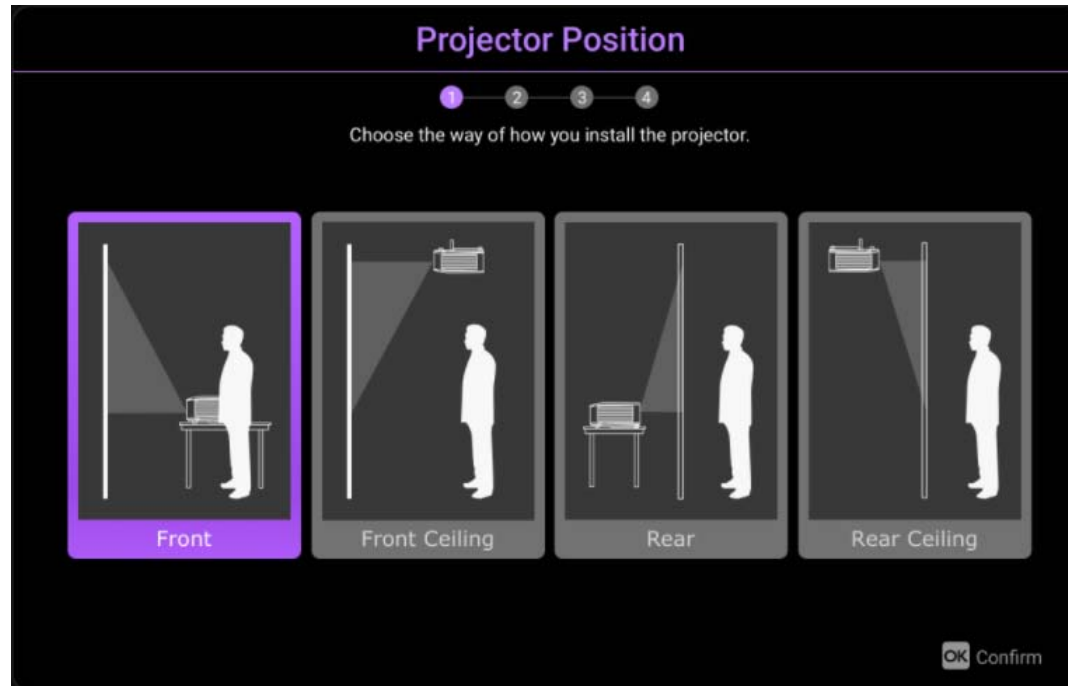 Projector Position
1 2 3 4
Choose the way of how you install the projector.
Front
Front Ceiling
Rear
Rear Ceiling
OK Confirm